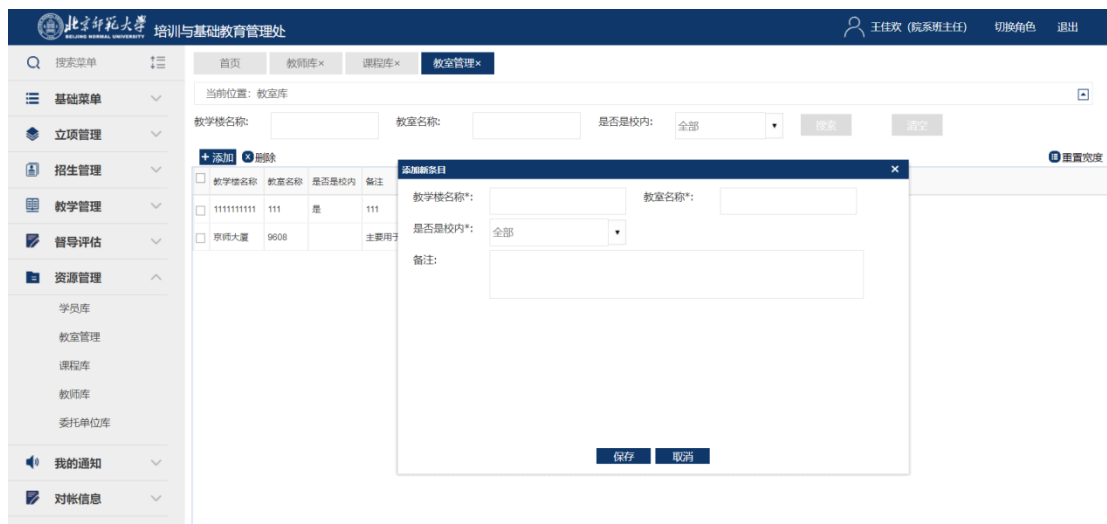 北京师范大学 培训与基础教育管理处 王佳欢（院系班主任） 切换角色 退出
BEIJING NORMAL UNIVERSITY
搜索菜单 首页 教师库× 课程库× 教室管理×
基础菜单 当前位置：教室库
教学楼名称: 教室名称: 是否是校内: 全部 搜索 清空
立项管理
添加 删除 重置宽度
招生管理
教学楼名称 教室名称 是否是校内 备注
教学管理
1111111111 111 是 111
督导评估
京师大厦 9608 主要用于
资源管理
学员库
教室管理
课程库
教师库
委托单位库
我的通知
对帐信息
添加新条目 ×
教学楼名称*: 教室名称*:
是否是校内*: 全部
备注:
保存 取消